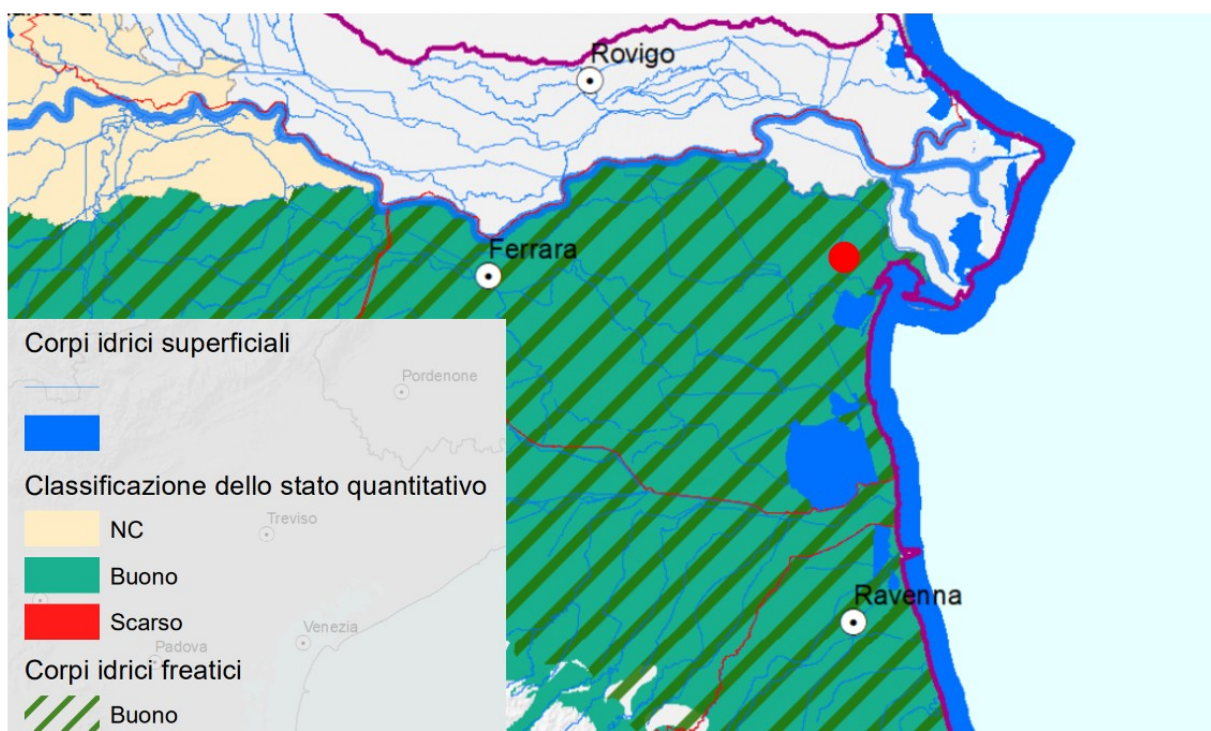 Rovigo
Ferrara
Corpi idrici superficiali
Pordenone
Classificazione dello stato quantitativo
NC
Treviso
Buono
Ravenna
Scarso
Venezia
Padova
Corpi idrici freatici
Buono